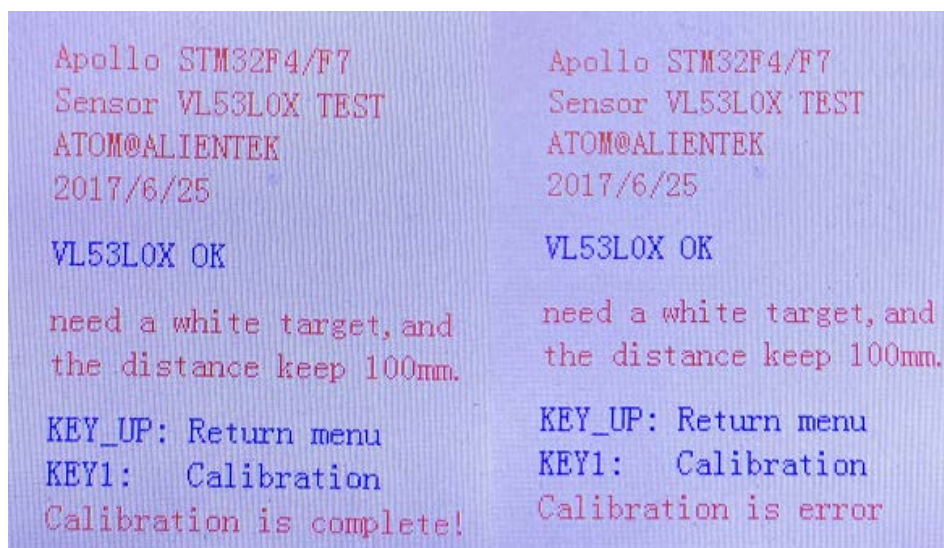 Apollo STM32F4/F7
Sensor VL53L0X TEST
ATOM@ALIENTEK
2017/6/25
VL53L0X OK
need a white target,and
the distance keep 100mm.
KEY_UP: Return menu
KEY1: Calibration
Calibration is complete!
Apollo STM32F4/F7
Sensor VL53L0X TEST
ATOM@ALIENTEK
2017/6/25
VL53L0X OK
need a white target,and
the distance keep 100mm.
KEY_UP: Return menu
KEY1: Calibration
Calibration is error